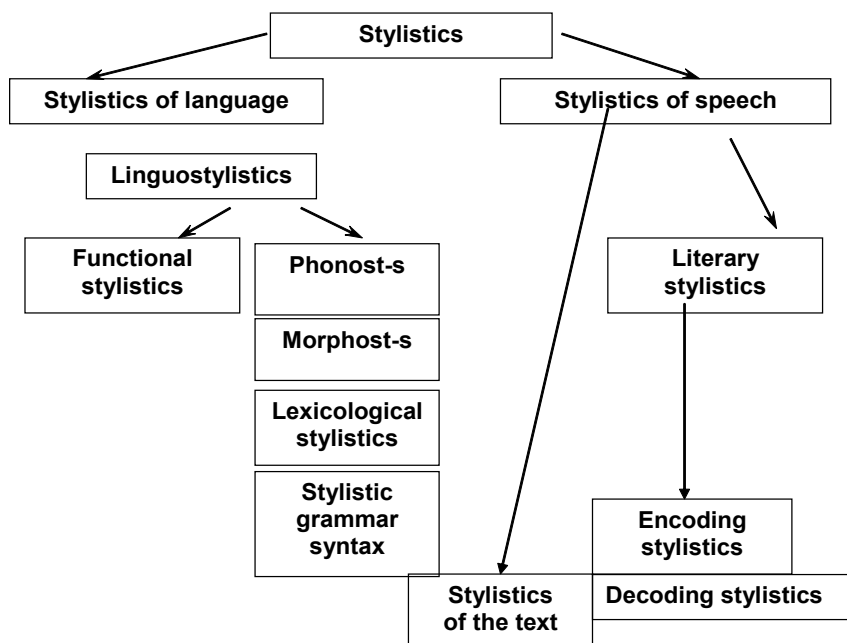 Stylistics
Stylistics of language
Stylistics of speech
Linguostylistics
Functional
stylistics
Phonost-s
Morphost-s
Lexicological
stylistics
Stylistic
grammar
syntax
Literary
stylistics
Encoding
stylistics
Stylistics
of the text
Decoding stylistics